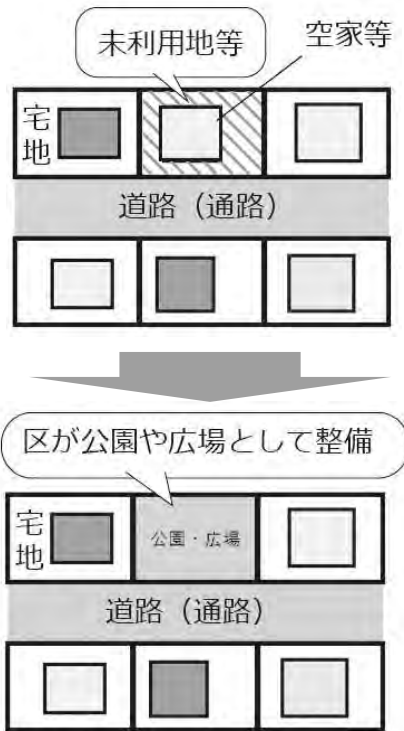 未利用地等
空家等
宅地
道路（通路）
区が公園や広場として整備
宅地
公園・広場
道路（通路）